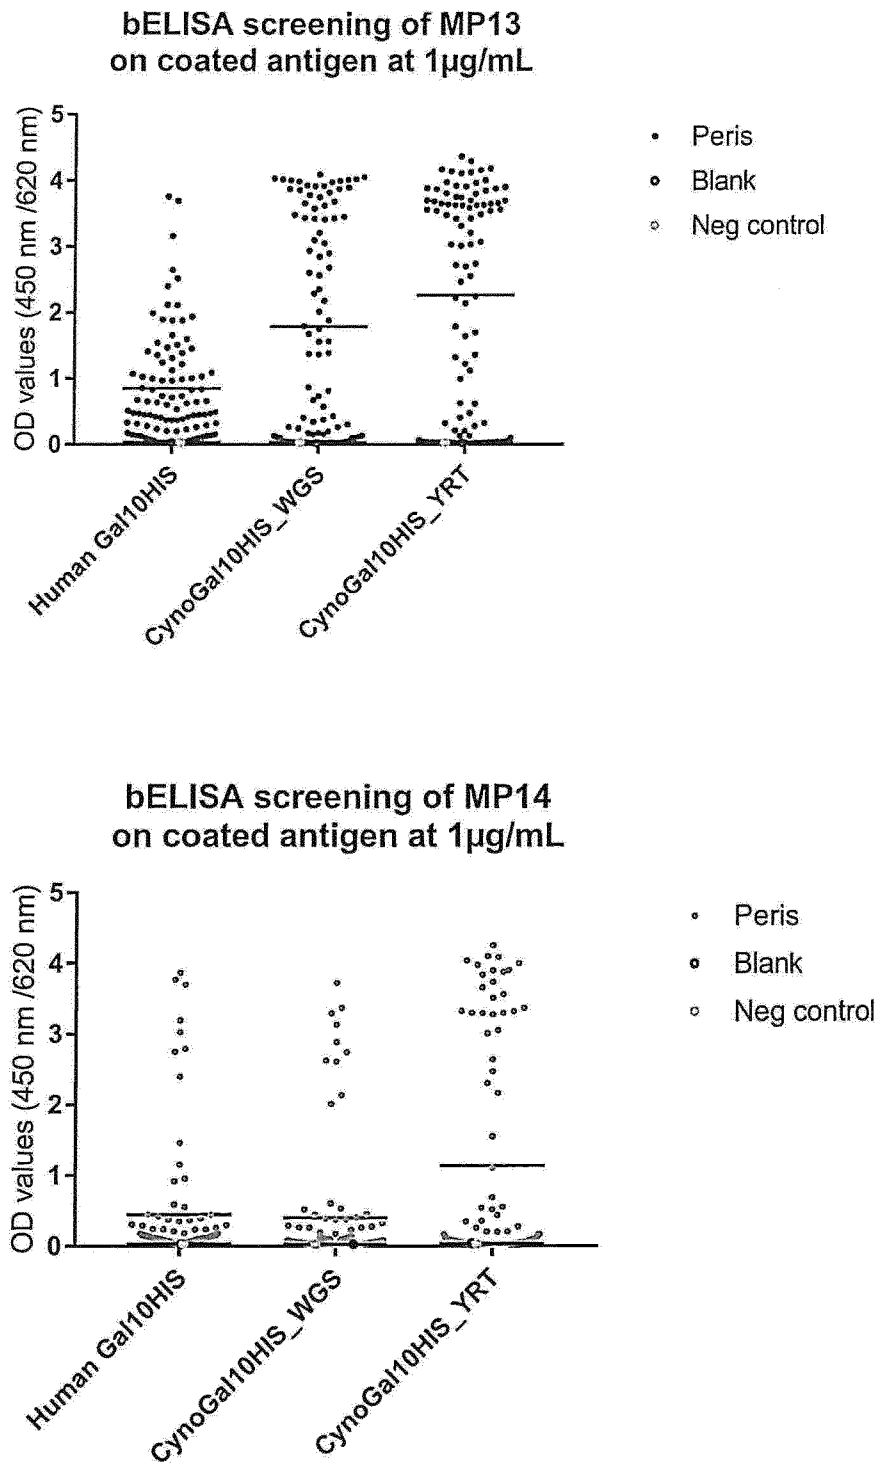 bELISA screening of MP13
on coated antigen at 1µg/mL
OD values (450 nm /620 nm)
5
4
3
2
1
0
Human Gal10HIS
CynoGal10HIS_WGS
CynoGal10HIS_YRT
Peris
Blank
Neg control
bELISA screening of MP14
on coated antigen at 1µg/mL
OD values (450 nm /620 nm)
5
4
3
2
1
0
Human Gal10HIS
CynoGal10HIS_WGS
CynoGal10HIS_YRT
Peris
Blank
Neg control